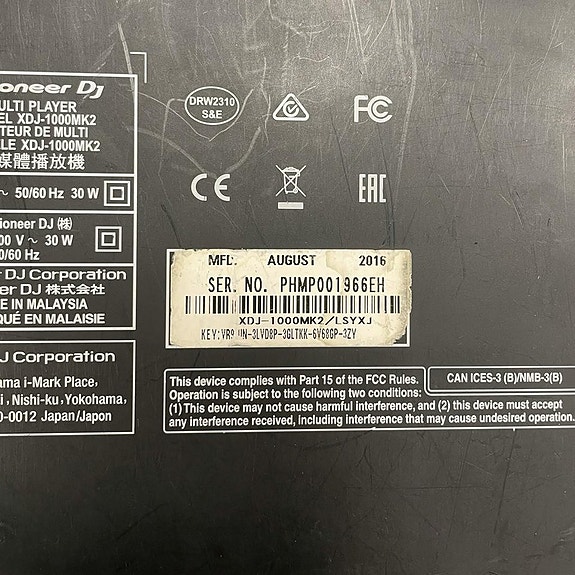 oneer Dj
ULTI PLAYER
EL XDJ-1000MK2
TEUR DE MULTI
LE XDJ-1000MK2
媒體播放機
~ 50/60 Hz 30 W
ioneer DJ ㈱
00 V ~ 30 W
0/60 Hz
r DJ Corporation
er DJ 株式会社
IN MALAYSIA
QUÉ EN MALAISIE
J Corporation
ama i-Mark Place,
i, Nishi-ku, Yokohama,
0-0012 Japan/Japon
DRW2310
S&E
FC
CE
EAC
MFD. AUGUST 2016
SER. NO. PHMP001966EH
XDJ-1000MK2/LSYXJ
This device complies with Part 15 of the FCC Rules.
Operation is subject to the following two conditions:
(1) This device may not cause harmful interference, and (2) this device must accept
any interference received, including interference that may cause undesired operation.
CAN ICES-3 (B)/NMB-3(B)